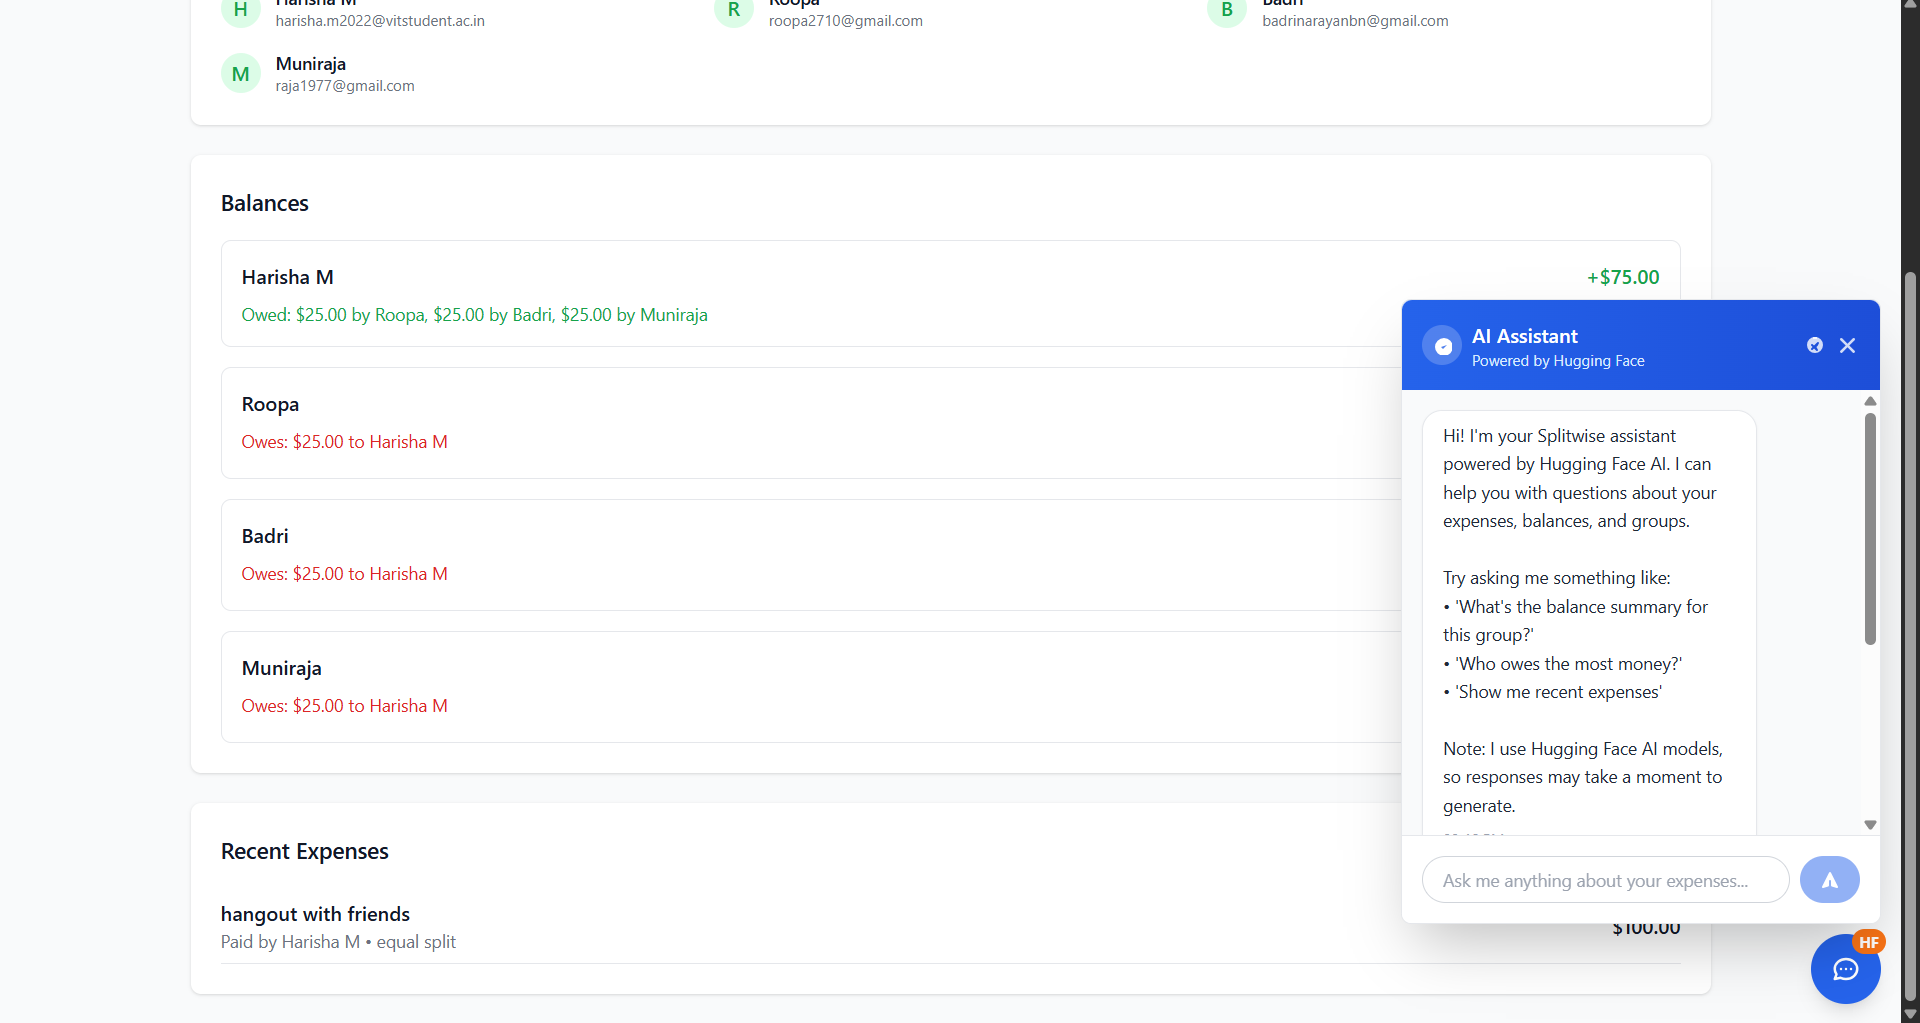 H
Harisha M
harisha.m2022@vitstudent.ac.in
R
Roopa
roopa2710@gmail.com
B
Badri
badrinarayanbn@gmail.com
M
Muniraja
raja1977@gmail.com
Balances
Harisha M
+$75.00
Owed: $25.00 by Roopa, $25.00 by Badri, $25.00 by Muniraja
Roopa
Owes: $25.00 to Harisha M
Badri
Owes: $25.00 to Harisha M
Muniraja
Owes: $25.00 to Harisha M
Recent Expenses
hangout with friends
Paid by Harisha M • equal split
$100.00
AI Assistant
Powered by Hugging Face
Hi! I'm your Splitwise assistant
powered by Hugging Face AI. I can
help you with questions about your
expenses, balances, and groups.
Try asking me something like:
• 'What's the balance summary for
this group?'
• 'Who owes the most money?'
• 'Show me recent expenses'
Note: I use Hugging Face AI models,
so responses may take a moment to
generate.
Ask me anything about your expenses...
HF